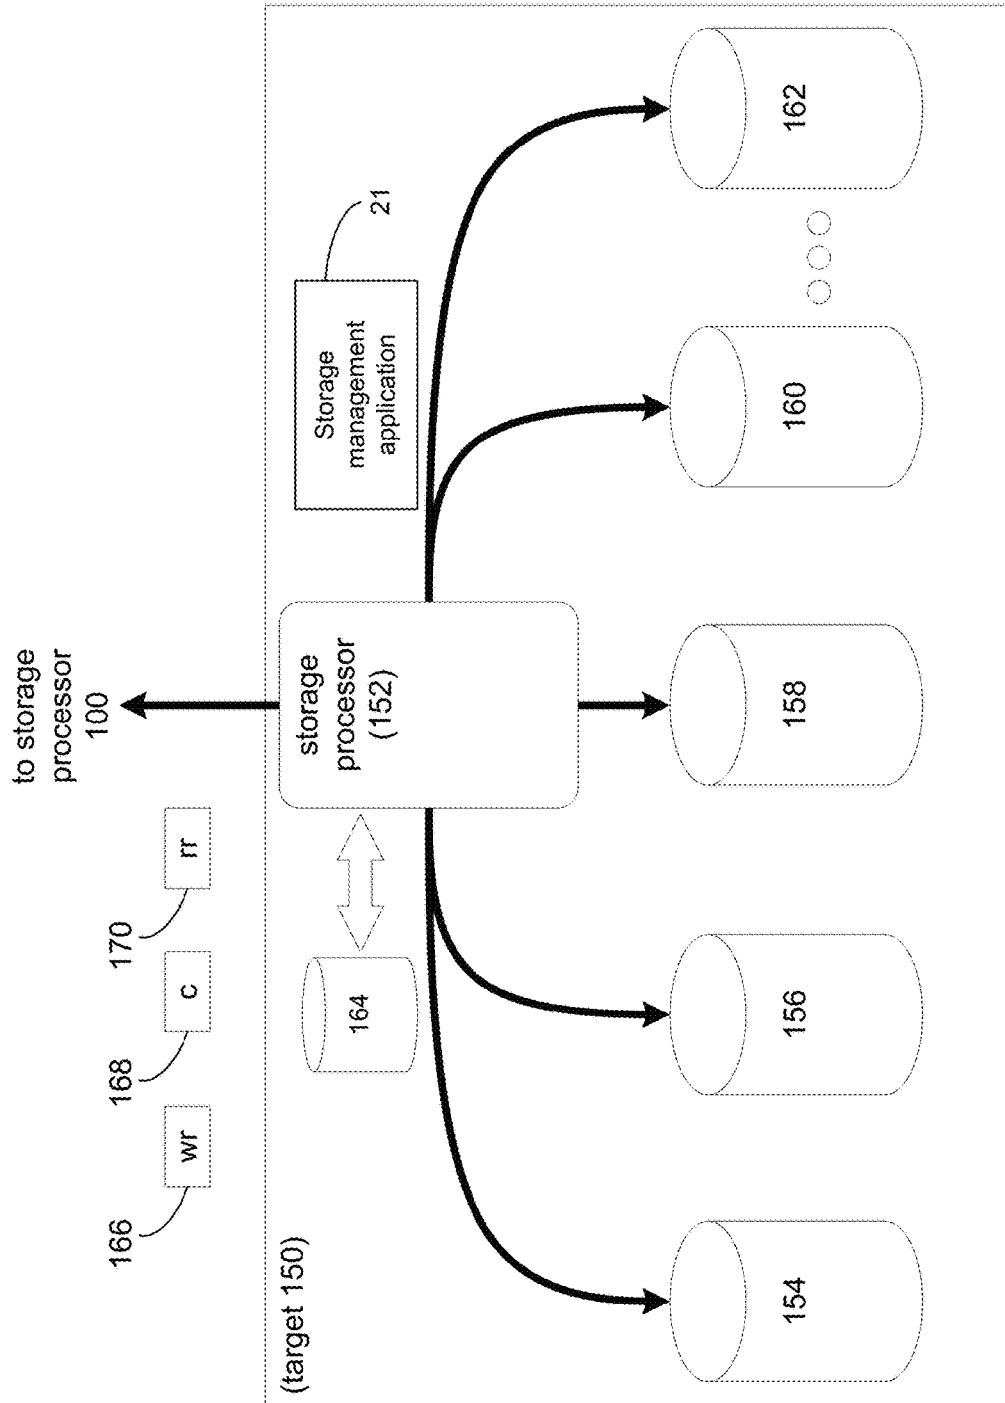 to storage
processor
100
166
wr
168
c
170
rr
(target 150)
164
storage
processor
(152)
Storage
management
application
21
154
156
158
160
162